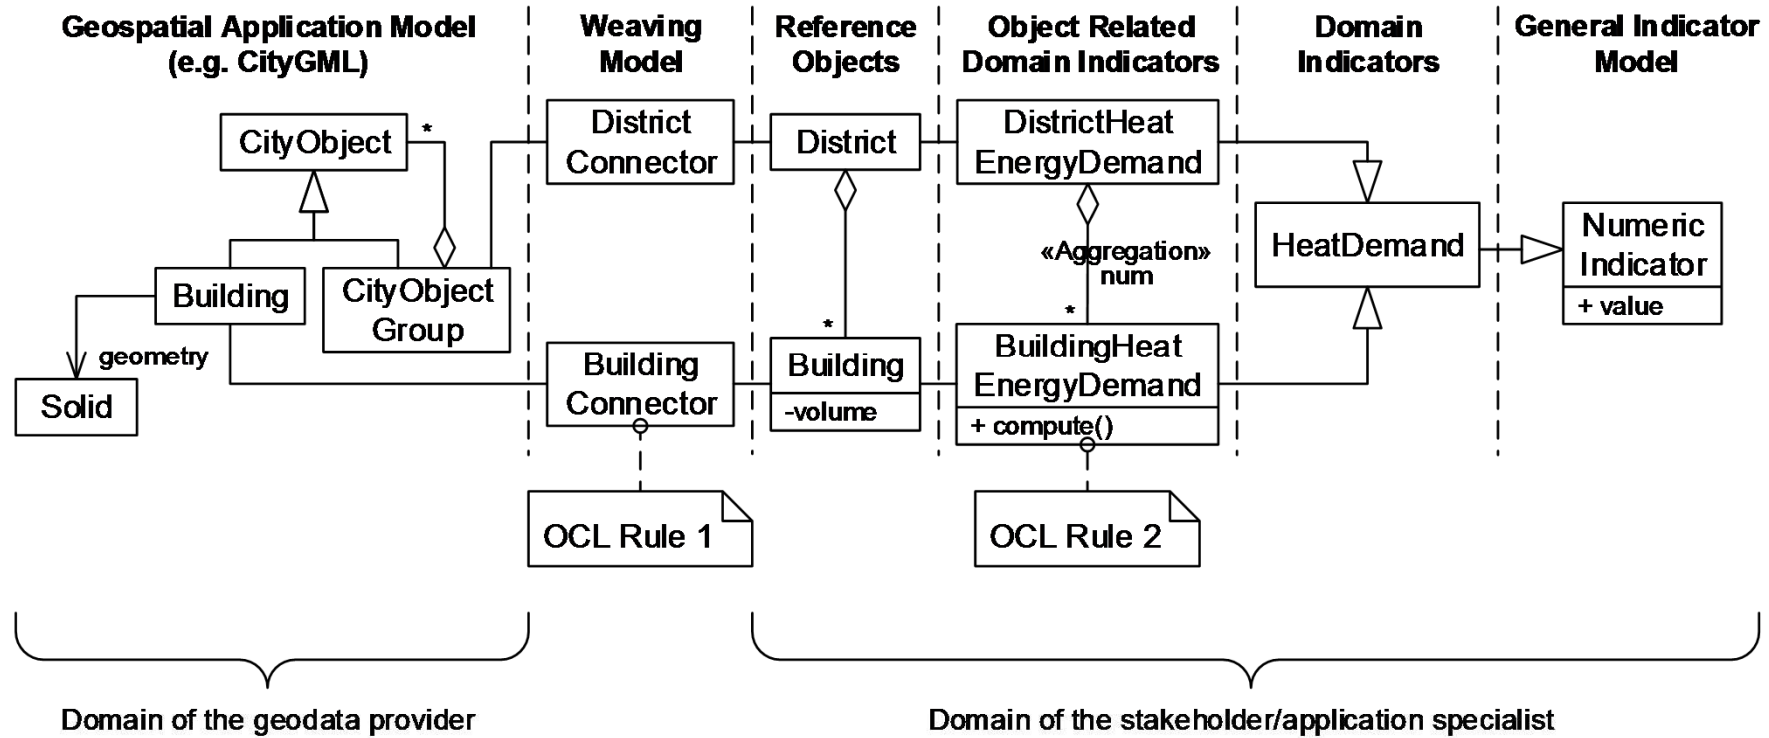 Geospatial Application Model
(e.g. CityGML)
Weaving
Model
Reference
Objects
Object Related
Domain Indicators
Domain
Indicators
General Indicator
Model
CityObject
*
District
Connector
District
DistrictHeat
EnergyDemand
Building
CityObject
Group
geometry
Solid
Building
Connector
*
Building
-volume
«Aggregation»
num
*
BuildingHeat
EnergyDemand
+ compute()
HeatDemand
Numeric
Indicator
+ value
OCL Rule 1
OCL Rule 2
Domain of the geodata provider
Domain of the stakeholder/application specialist